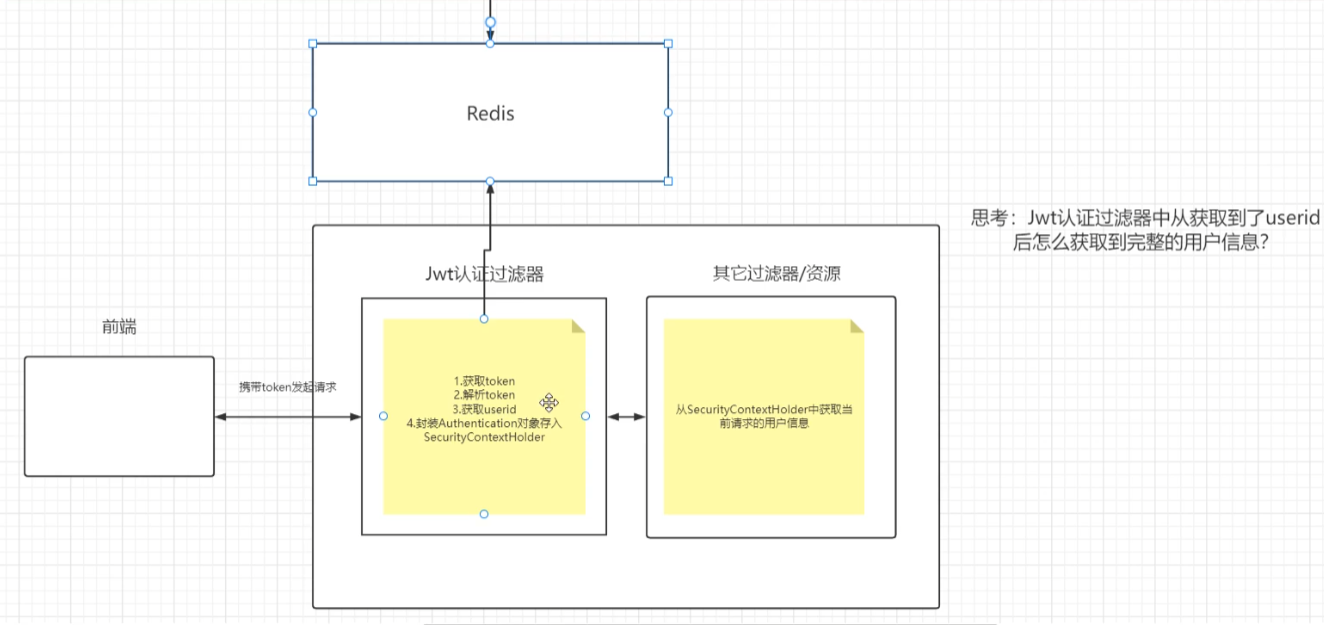 Redis
思考：Jwt认证过滤器中从获取到了userid
后怎么获取到完整的用户信息？
Jwt认证过滤器
其它过滤器/资源
前端
携带token发起请求
1.获取token
2.解析token
3.获取userid
4.封装Authentication对象存入
SecurityContextHolder
从SecurityContextHolder中获取当
前请求的用户信息